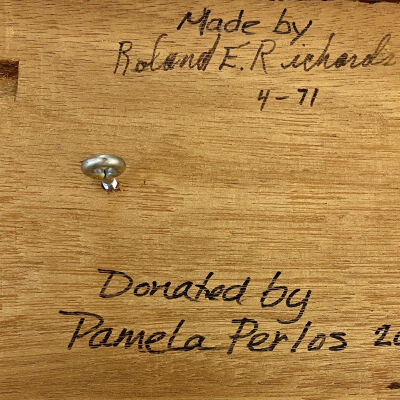 Made by
Roland E. Richards
4-71
Donated by
Pamela Perlos